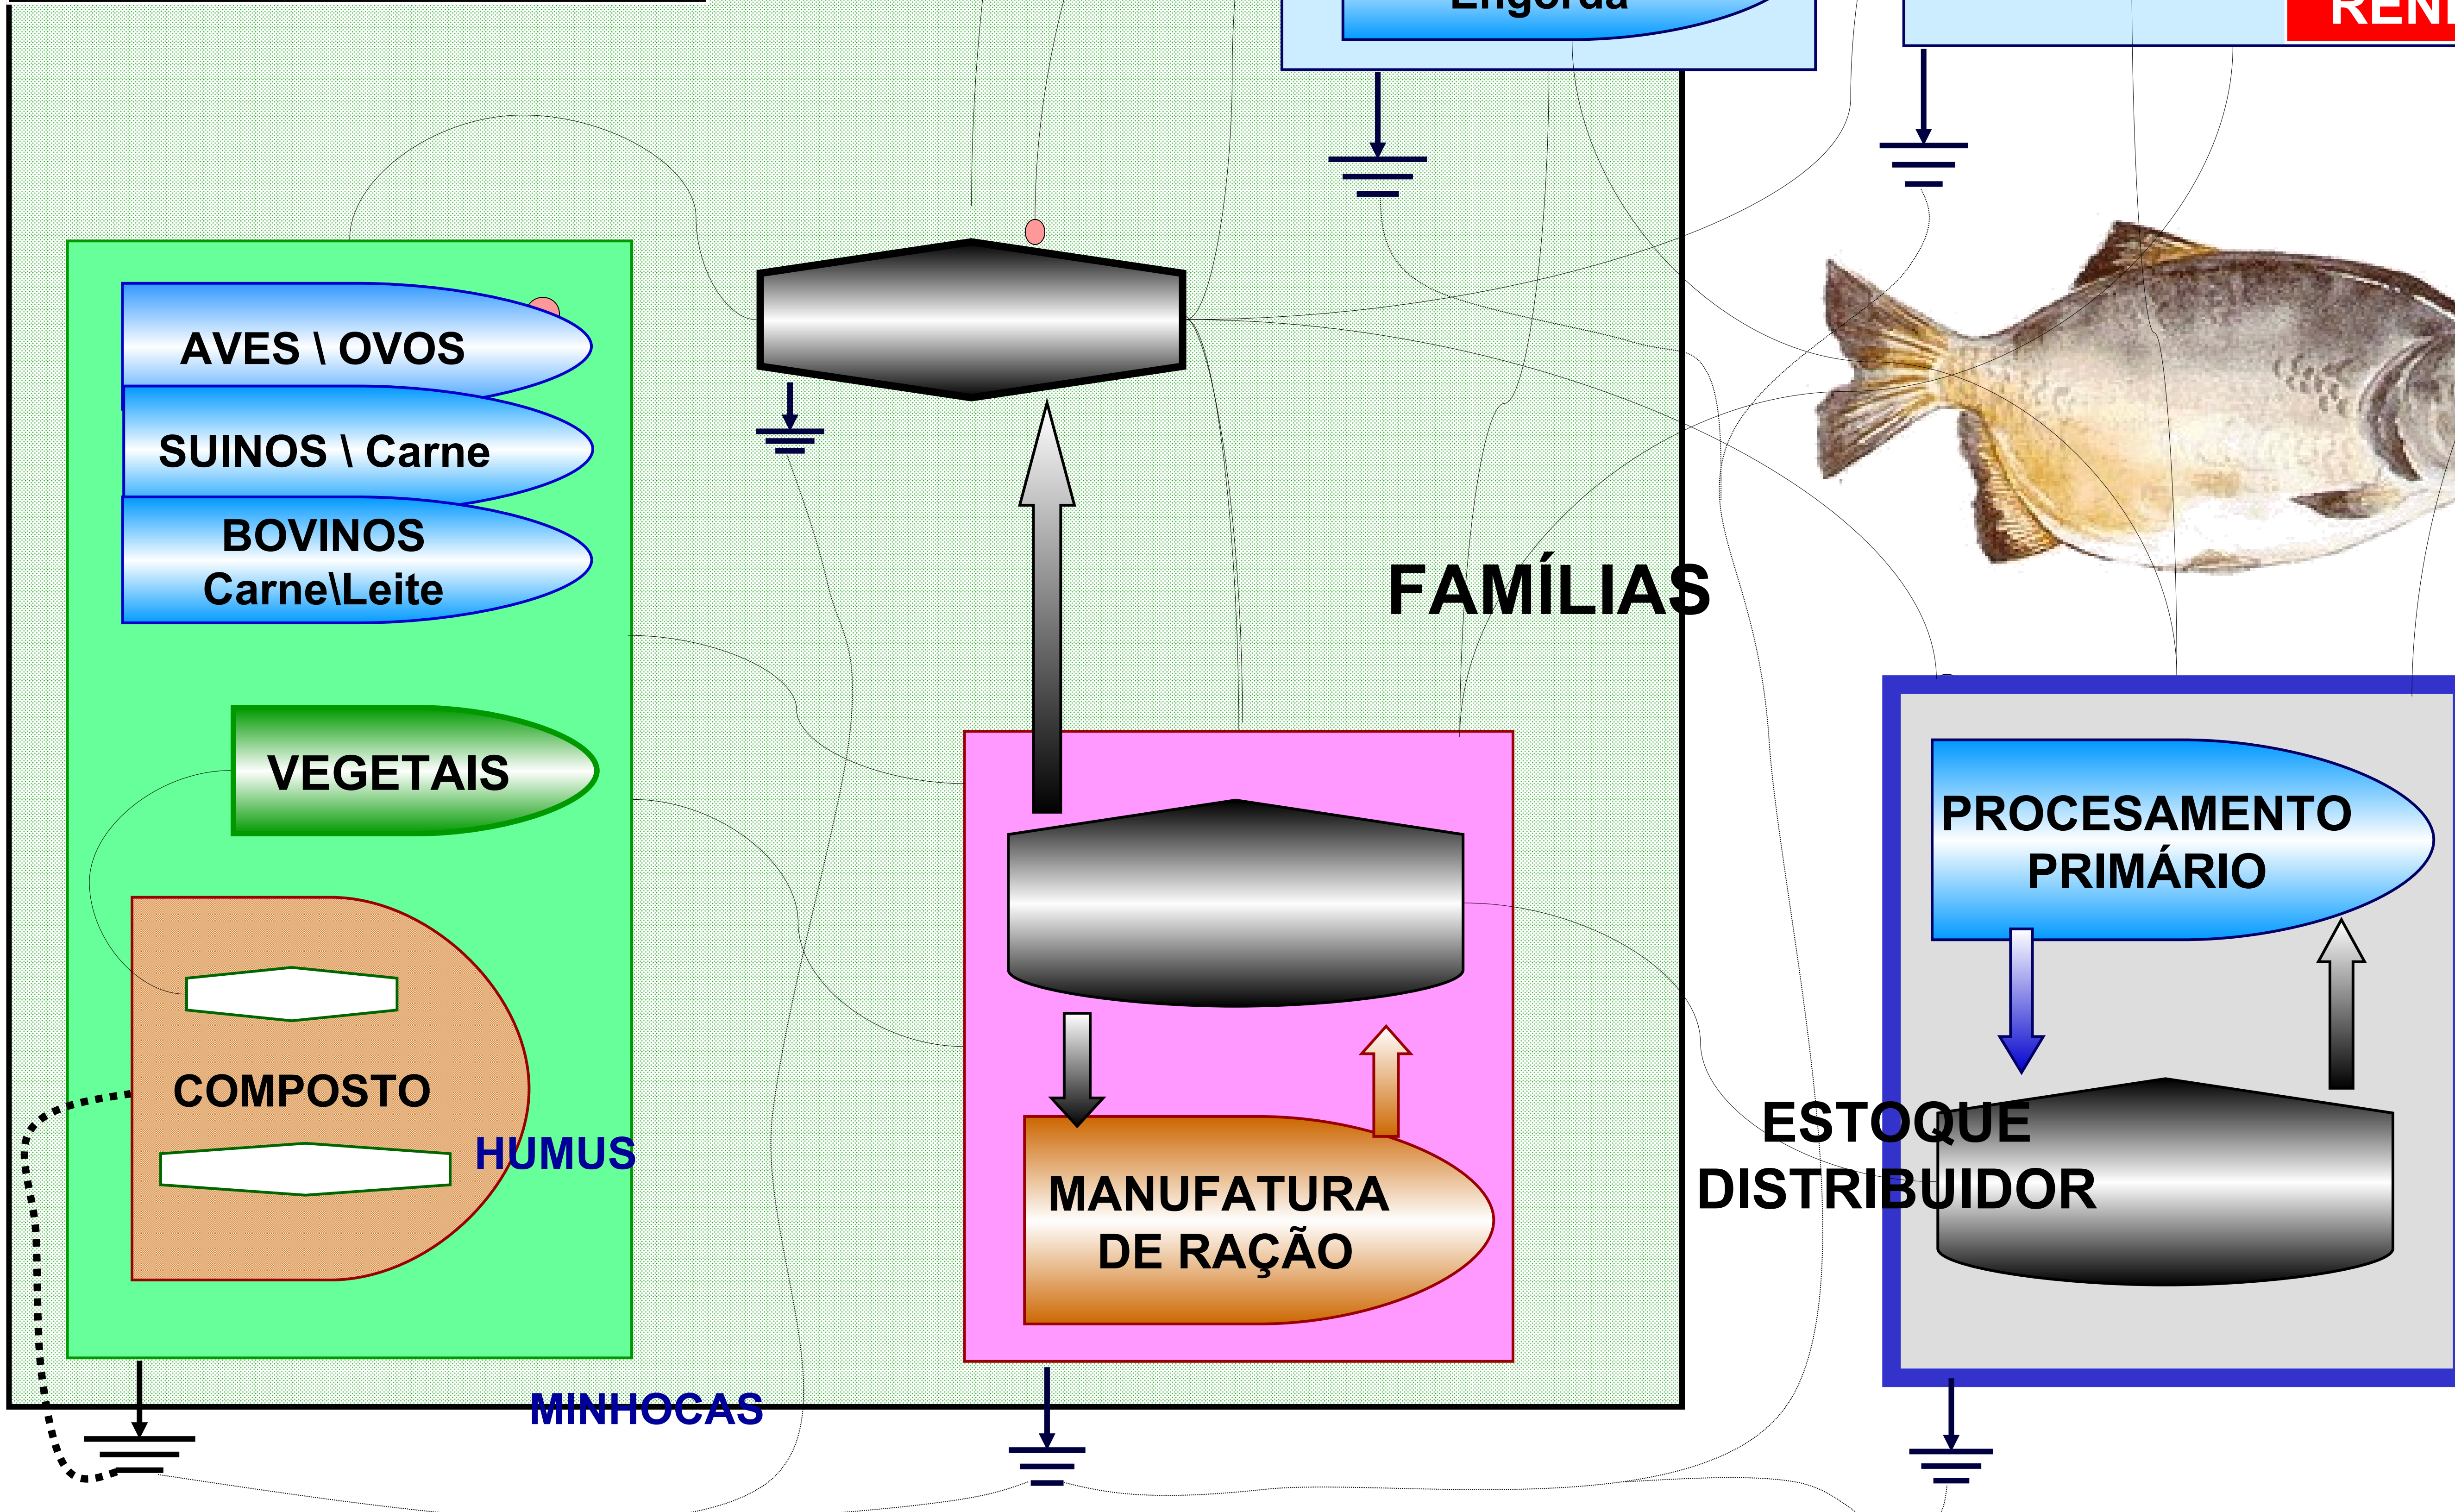 Engorda
AVES \ OVOS
SUINOS \ Carne
BOVINOS
Carne\Leite
FAMÍLIAS
VEGETAIS
PROCESAMENTO
PRIMÁRIO
COMPOSTO
HUMUS
MANUFATURA
DE RAÇÃO
ESTOQUE
DISTRIBUIDOR
MINHOCAS